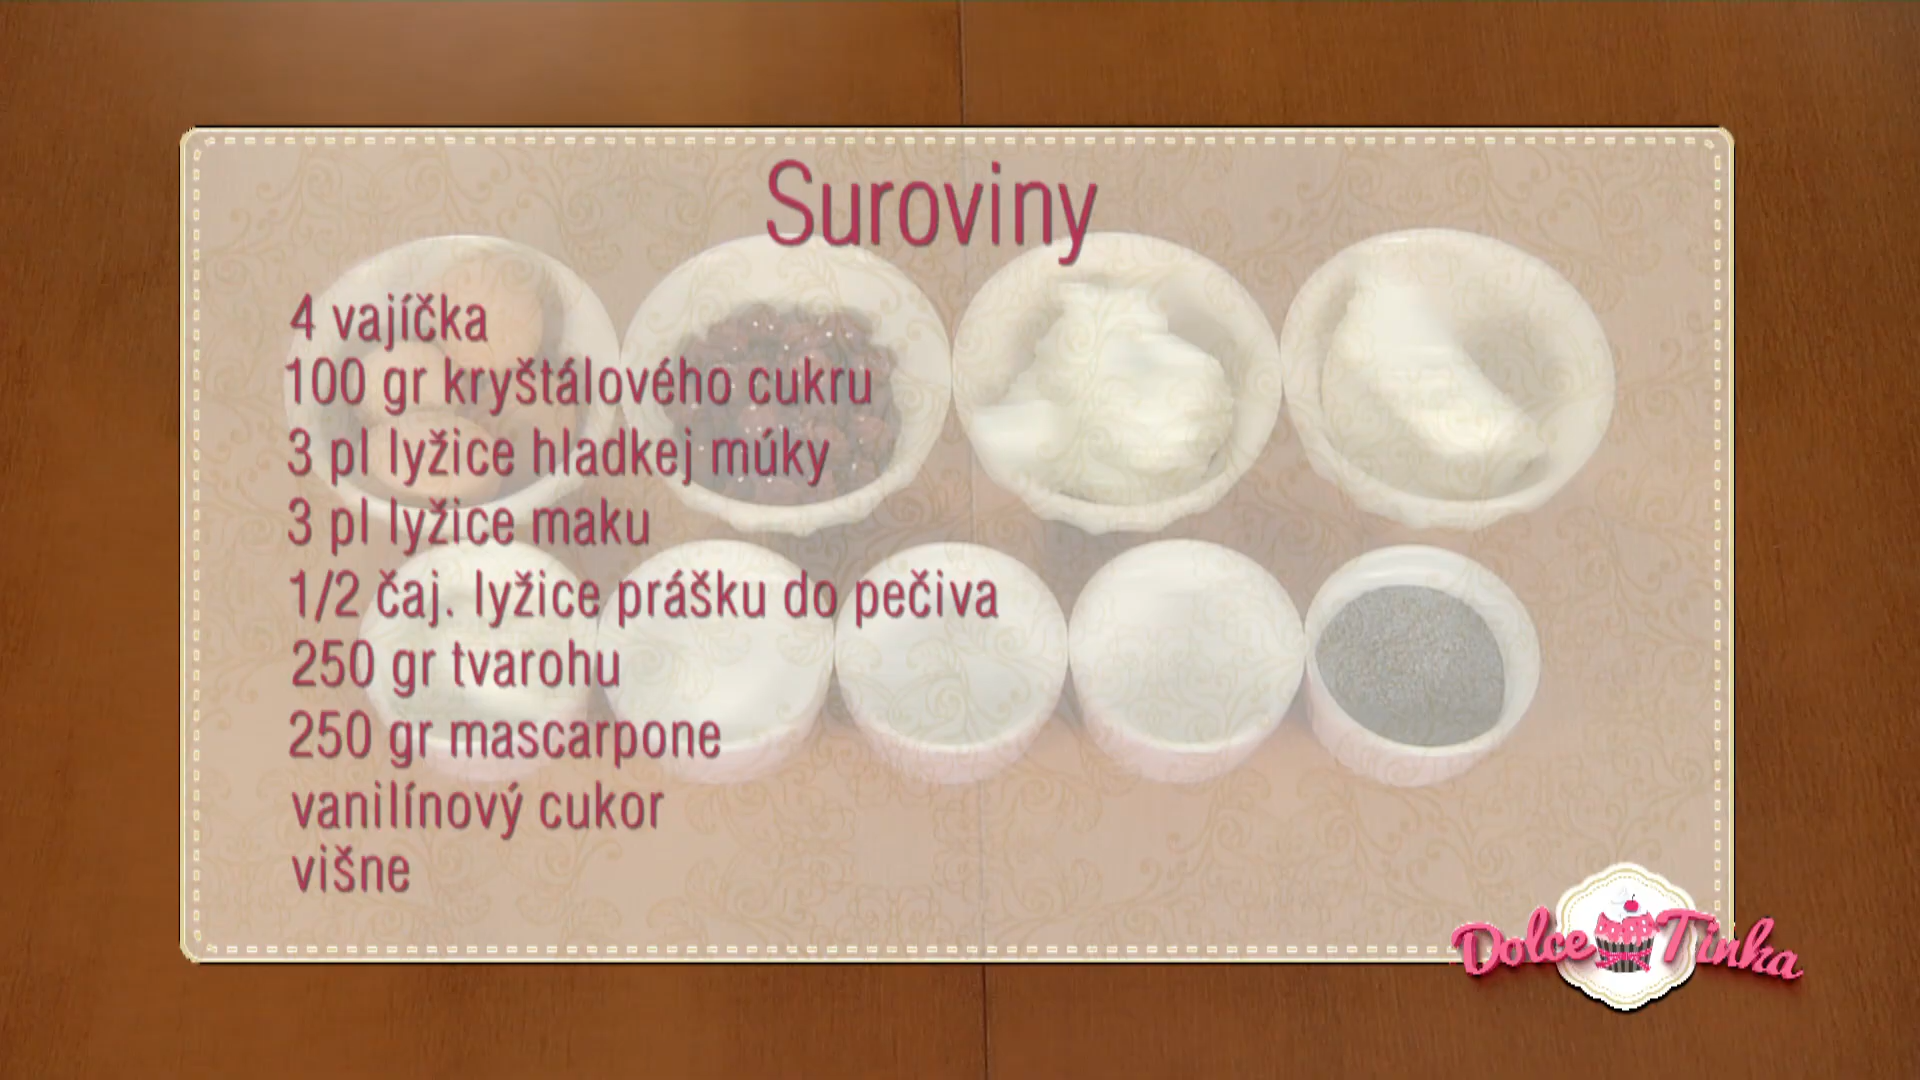 Suroviny
4 vajíčka
100 gr kryštálového cukru
3 pl lyžice hladkej múky
3 pl lyžice maku
1/2 čaj. lyžice prášku do pečiva
250 gr tvarohu
250 gr mascarpone
vanilínový cukor
višne
Dolce Tinka